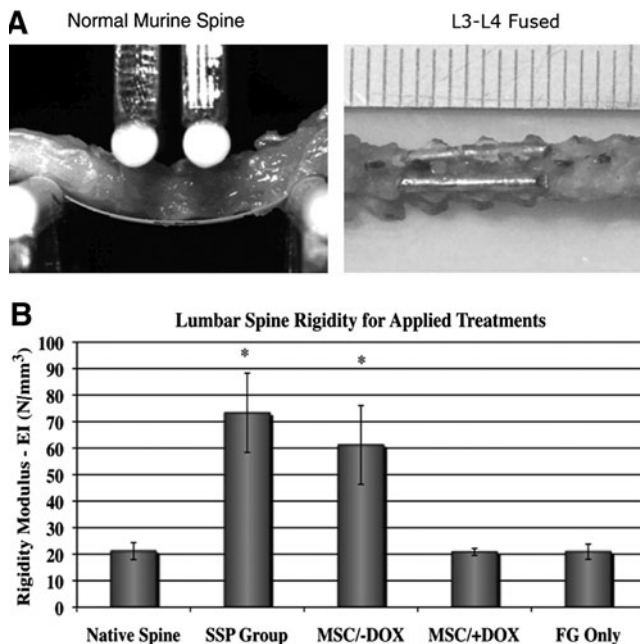 A
Normal Murine Spine
L3-L4 Fused
B
Lumbar Spine Rigidity for Applied Treatments
Rigidity Modulus - EI (N/mm³)
100
90
80
70
60
50
40
30
20
10
0
*
*
Native Spine
SSP Group
MSC/-DOX
MSC/+DOX
FG Only